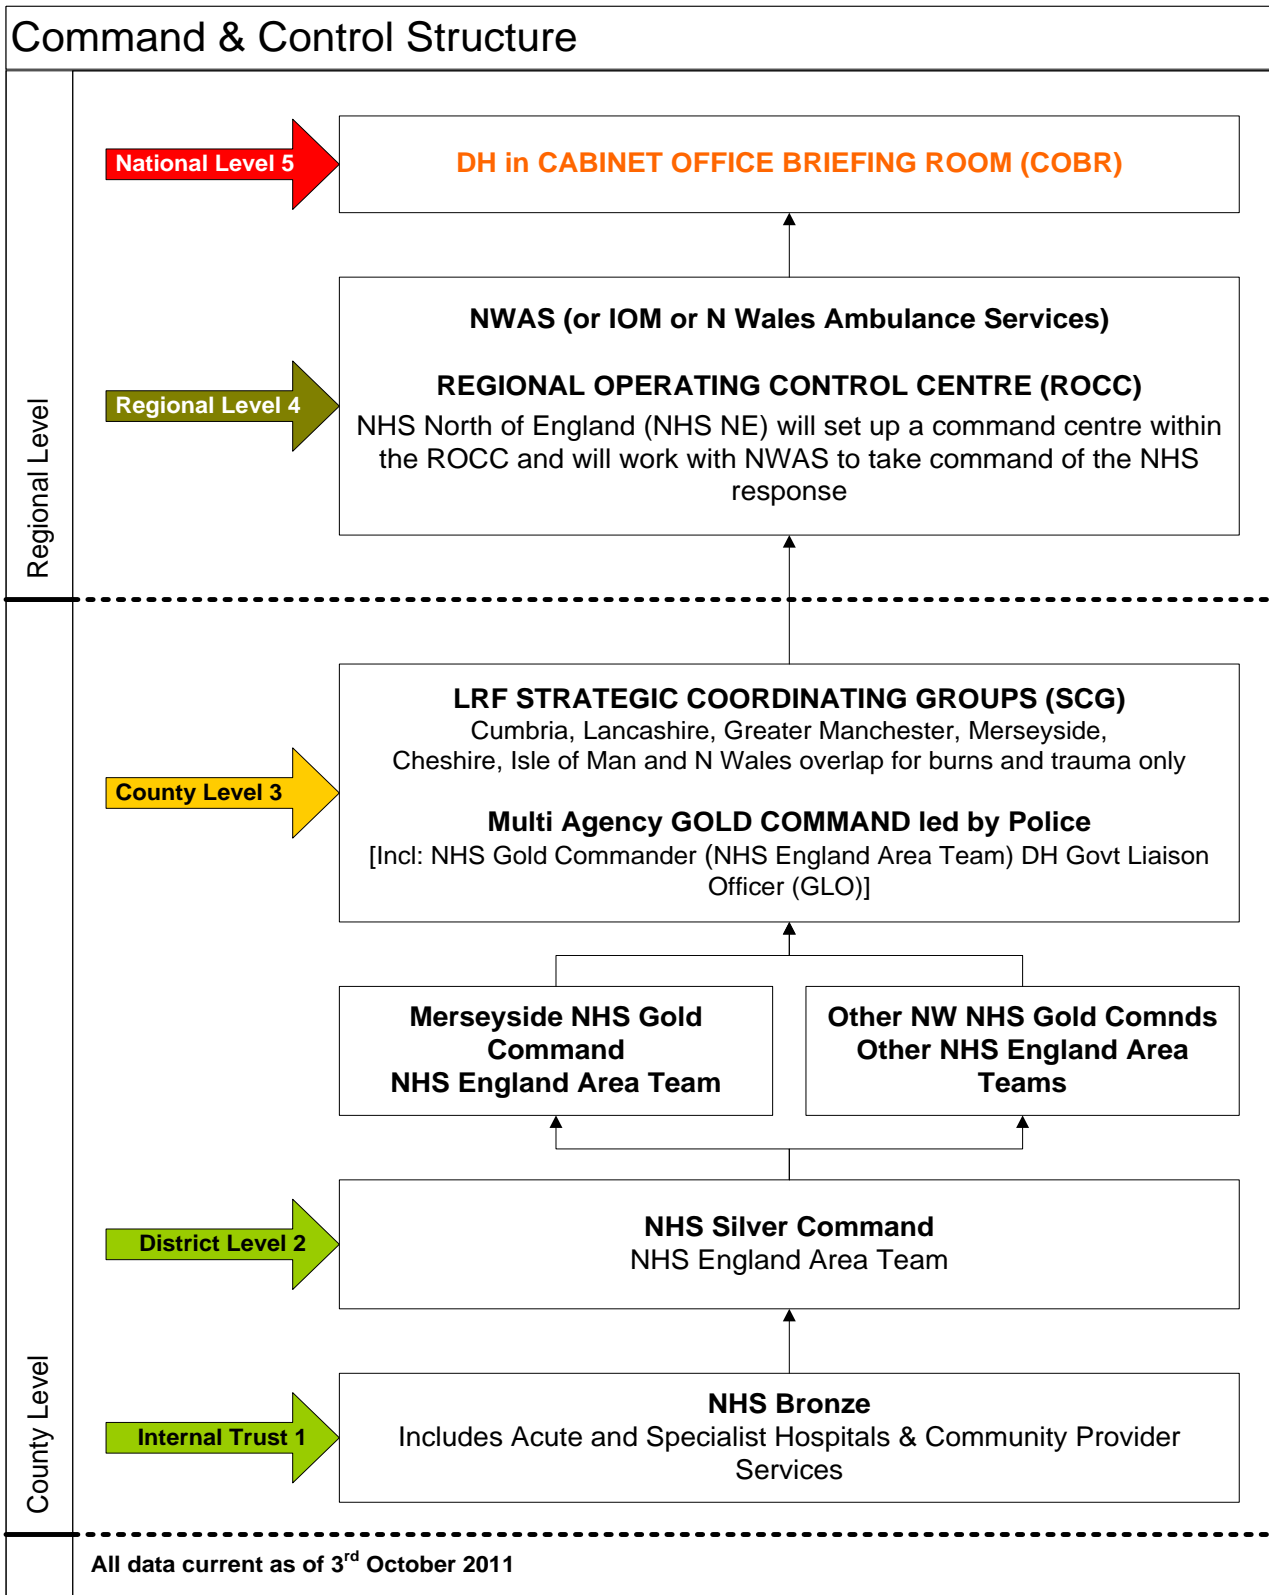 Command & Control Structure
Regional Level
National Level 5
DH in CABINET OFFICE BRIEFING ROOM (COBR)
Regional Level 4
NWAS (or IOM or N Wales Ambulance Services)
REGIONAL OPERATING CONTROL CENTRE (ROCC)
NHS North of England (NHS NE) will set up a command centre within
the ROCC and will work with NWAS to take command of the NHS
response
County Level
County Level 3
LRF STRATEGIC COORDINATING GROUPS (SCG)
Cumbria, Lancashire, Greater Manchester, Merseyside,
Cheshire, Isle of Man and N Wales overlap for burns and trauma only
Multi Agency GOLD COMMAND led by Police
[Incl: NHS Gold Commander (NHS England Area Team) DH Govt Liaison
Officer (GLO)]
Merseyside NHS Gold
Command
NHS England Area Team
Other NW NHS Gold Comnds
Other NHS England Area
Teams
District Level 2
NHS Silver Command
NHS England Area Team
Internal Trust 1
NHS Bronze
Includes Acute and Specialist Hospitals & Community Provider
Services
All data current as of 3rd October 2011